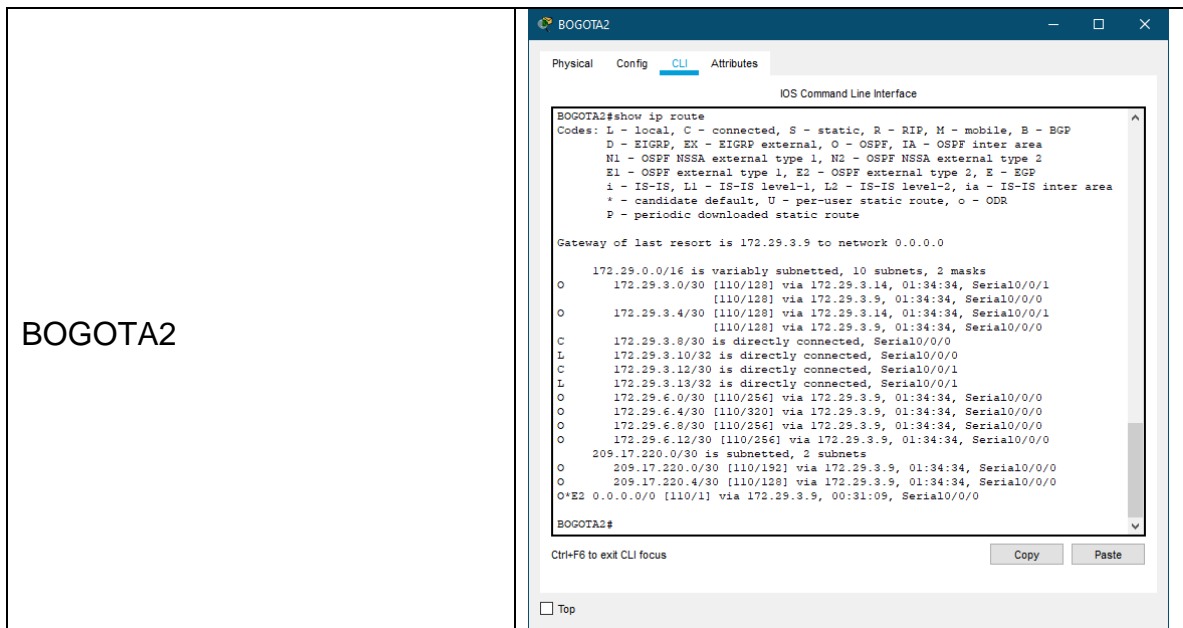 BOGOTA2
BOGOTA2
Physical Config CLI Attributes
IOS Command Line Interface
BOGOTA2#show ip route
Codes: L - local, C - connected, S - static, R - RIP, M - mobile, B - BGP
D - EIGRP, EX - EIGRP external, O - OSPF, IA - OSPF inter area
N1 - OSPF NSSA external type 1, N2 - OSPF NSSA external type 2
E1 - OSPF external type 1, E2 - OSPF external type 2, E - EGP
i - IS-IS, L1 - IS-IS level-1, L2 - IS-IS level-2, ia - IS-IS inter area
* - candidate default, U - per-user static route, o - ODR
P - periodic downloaded static route
Gateway of last resort is 172.29.3.9 to network 0.0.0.0
172.29.0.0/16 is variably subnetted, 10 subnets, 2 masks
O 172.29.3.0/30 [110/128] via 172.29.3.14, 01:34:34, Serial0/0/1
[110/128] via 172.29.3.9, 01:34:34, Serial0/0/0
O 172.29.3.4/30 [110/128] via 172.29.3.14, 01:34:34, Serial0/0/1
[110/128] via 172.29.3.9, 01:34:34, Serial0/0/0
C 172.29.3.8/30 is directly connected, Serial0/0/0
L 172.29.3.10/32 is directly connected, Serial0/0/0
C 172.29.3.12/30 is directly connected, Serial0/0/1
L 172.29.3.13/32 is directly connected, Serial0/0/1
O 172.29.6.0/30 [110/256] via 172.29.3.9, 01:34:34, Serial0/0/0
O 172.29.6.4/30 [110/320] via 172.29.3.9, 01:34:34, Serial0/0/0
O 172.29.6.8/30 [110/256] via 172.29.3.9, 01:34:34, Serial0/0/0
O 172.29.6.12/30 [110/256] via 172.29.3.9, 01:34:34, Serial0/0/0
209.17.220.0/30 is subnetted, 2 subnets
O 209.17.220.0/30 [110/192] via 172.29.3.9, 01:34:34, Serial0/0/0
O 209.17.220.4/30 [110/128] via 172.29.3.9, 01:34:34, Serial0/0/0
O*E2 0.0.0.0/0 [110/1] via 172.29.3.9, 00:31:09, Serial0/0/0
BOGOTA2#
Ctrl+F6 to exit CLI focus Copy Paste
Top